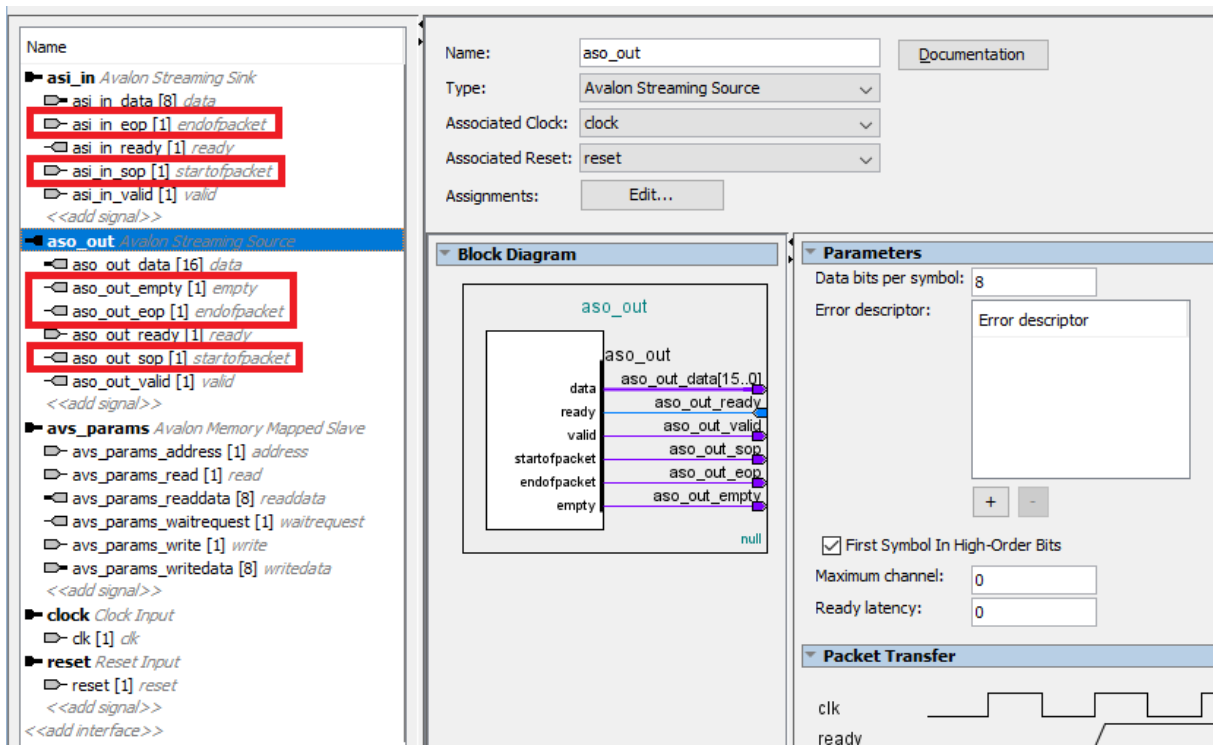 Name
asi_in Avalon Streaming Sink
asi_in_data [8] data
asi_in_eop [1] endofpacket
asi_in_ready [1] ready
asi_in_sop [1] startofpacket
asi_in_valid [1] valid
<<add signal>>
aso_out Avalon Streaming Source
aso_out_data [16] data
aso_out_empty [1] empty
aso_out_eop [1] endofpacket
aso_out_ready [1] ready
aso_out_sop [1] startofpacket
aso_out_valid [1] valid
<<add signal>>
avs_params Avalon Memory Mapped Slave
avs_params_address [1] address
avs_params_read [1] read
avs_params_readdata [8] readdata
avs_params_waitrequest [1] waitrequest
avs_params_write [1] write
avs_params_writedata [8] writedata
<<add signal>>
clock Clock Input
clk [1] clk
reset Reset Input
reset [1] reset
<<add signal>>
<<add interface>>
Name: aso_out Documentation
Type: Avalon Streaming Source
Associated Clock: clock
Associated Reset: reset
Assignments: Edit...
Block Diagram
aso_out
aso_out
data aso_out_data[15..0]
ready aso_out_ready
valid aso_out_valid
startofpacket aso_out_sop
endofpacket aso_out_eop
empty aso_out_empty
null
Parameters
Data bits per symbol: 8
Error descriptor: Error descriptor
+ -
First Symbol In High-Order Bits
Maximum channel: 0
Ready latency: 0
Packet Transfer
clk
ready